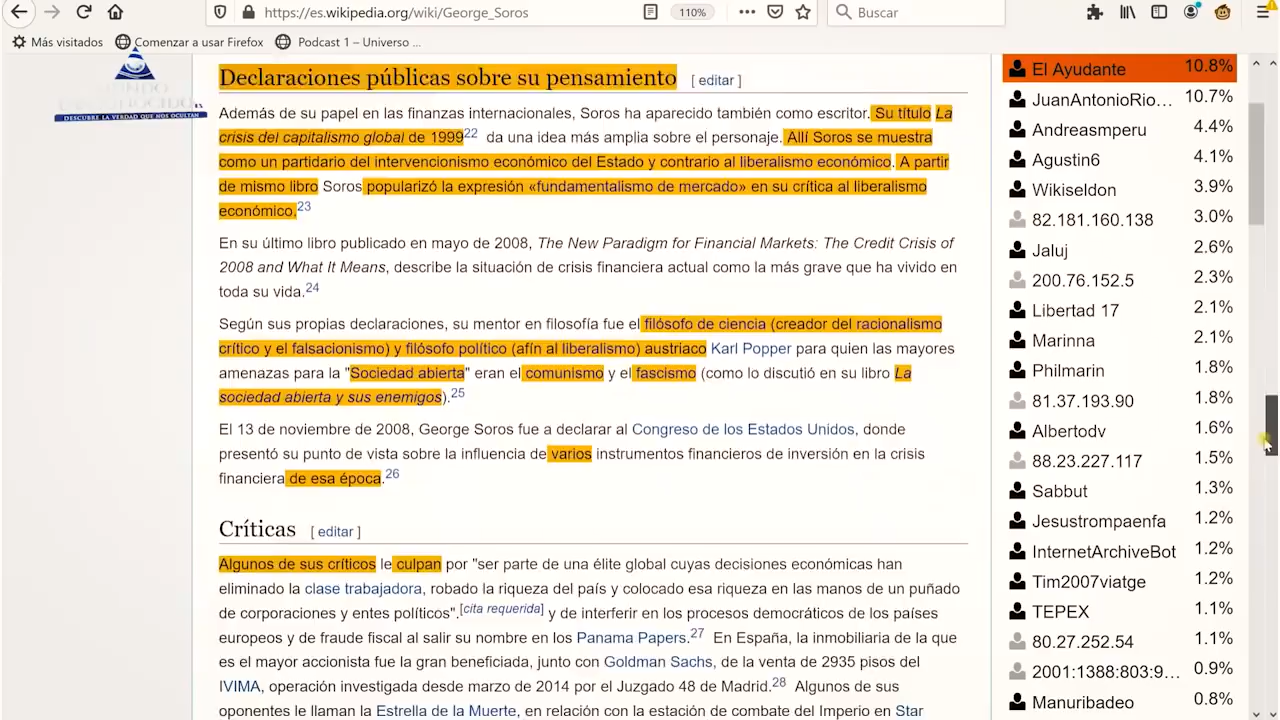 https://es.wikipedia.org/wiki/George_Soros
110%
Buscar
Más visitados
Comenzar a usar Firefox
Podcast 1 – Universo ...
DESCUBRE LA VERDAD QUE NOS OCULTAN
Declaraciones públicas sobre su pensamiento [ editar ]
Además de su papel en las finanzas internacionales, Soros ha aparecido también como escritor. Su título La
crisis del capitalismo global de 1999 22 da una idea más amplia sobre el personaje. Allí Soros se muestra
como un partidario del intervencionismo económico del Estado y contrario al liberalismo económico. A partir
de mismo libro Soros popularizó la expresión «fundamentalismo de mercado» en su crítica al liberalismo
económico. 23
En su último libro publicado en mayo de 2008, The New Paradigm for Financial Markets: The Credit Crisis of
2008 and What It Means, describe la situación de crisis financiera actual como la más grave que ha vivido en
toda su vida. 24
Según sus propias declaraciones, su mentor en filosofía fue el filósofo de ciencia (creador del racionalismo
crítico y el falsacionismo) y filósofo político (afín al liberalismo) austriaco Karl Popper para quien las mayores
amenazas para la "Sociedad abierta" eran el comunismo y el fascismo (como lo discutió en su libro La
sociedad abierta y sus enemigos). 25
El 13 de noviembre de 2008, George Soros fue a declarar al Congreso de los Estados Unidos, donde
presentó su punto de vista sobre la influencia de varios instrumentos financieros de inversión en la crisis
financiera de esa época. 26
Críticas [ editar ]
Algunos de sus críticos le culpan por "ser parte de una élite global cuyas decisiones económicas han
eliminado la clase trabajadora, robado la riqueza del país y colocado esa riqueza en las manos de un puñado
de corporaciones y entes políticos". [cita requerida] y de interferir en los procesos democráticos de los países
europeos y de fraude fiscal al salir su nombre en los Panama Papers. 27 En España, la inmobiliaria de la que
es el mayor accionista fue la gran beneficiada, junto con Goldman Sachs, de la venta de 2935 pisos del
IVIMA, operación investigada desde marzo de 2014 por el Juzgado 48 de Madrid. 28 Algunos de sus
oponentes le llaman la Estrella de la Muerte, en relación con la estación de combate del Imperio en Star
El Ayudante 10.8%
JuanAntonioRio... 10.7%
Andreasmperu 4.4%
Agustin6 4.1%
Wikiseldon 3.9%
82.181.160.138 3.0%
Jaluj 2.6%
200.76.152.5 2.3%
Libertad 17 2.1%
Marinna 2.1%
Philmarin 1.8%
81.37.193.90 1.8%
Albertodv 1.6%
88.23.227.117 1.5%
Sabbut 1.3%
Jesustrompaenfa 1.2%
InternetArchiveBot 1.2%
Tim2007viatge 1.2%
TEPEX 1.1%
80.27.252.54 1.1%
2001:1388:803:9... 0.9%
Manuribadeo 0.8%